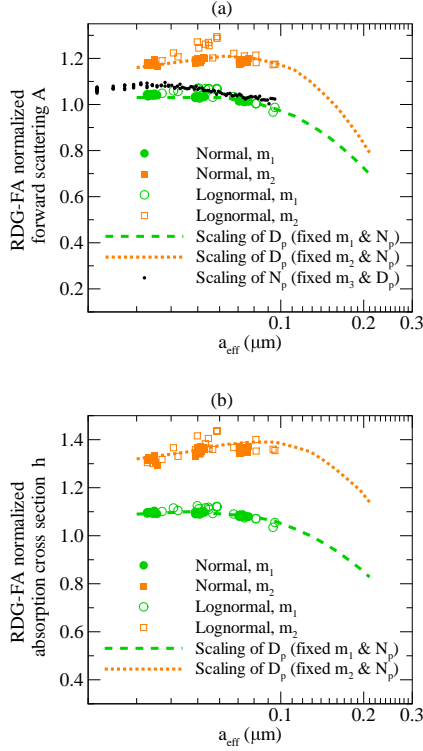 (a)
RDG-FA normalized
forward scattering A
1.2
1.0
0.8
0.6
0.4
0.2
Normal, m₁
Normal, m₂
Lognormal, m₁
Lognormal, m₂
Scaling of Dₚ (fixed m₁ & Nₚ)
Scaling of Dₚ (fixed m₂ & Nₚ)
Scaling of Nₚ (fixed m₃ & Dₚ)
0.1 0.2 0.3
a_eff (μm)
(b)
RDG-FA normalized
absorption cross section h
1.4
1.2
1.0
0.8
0.6
0.4
Normal, m₁
Normal, m₂
Lognormal, m₁
Lognormal, m₂
Scaling of Dₚ (fixed m₁ & Nₚ)
Scaling of Dₚ (fixed m₂ & Nₚ)
0.1 0.2 0.3
a_eff (μm)